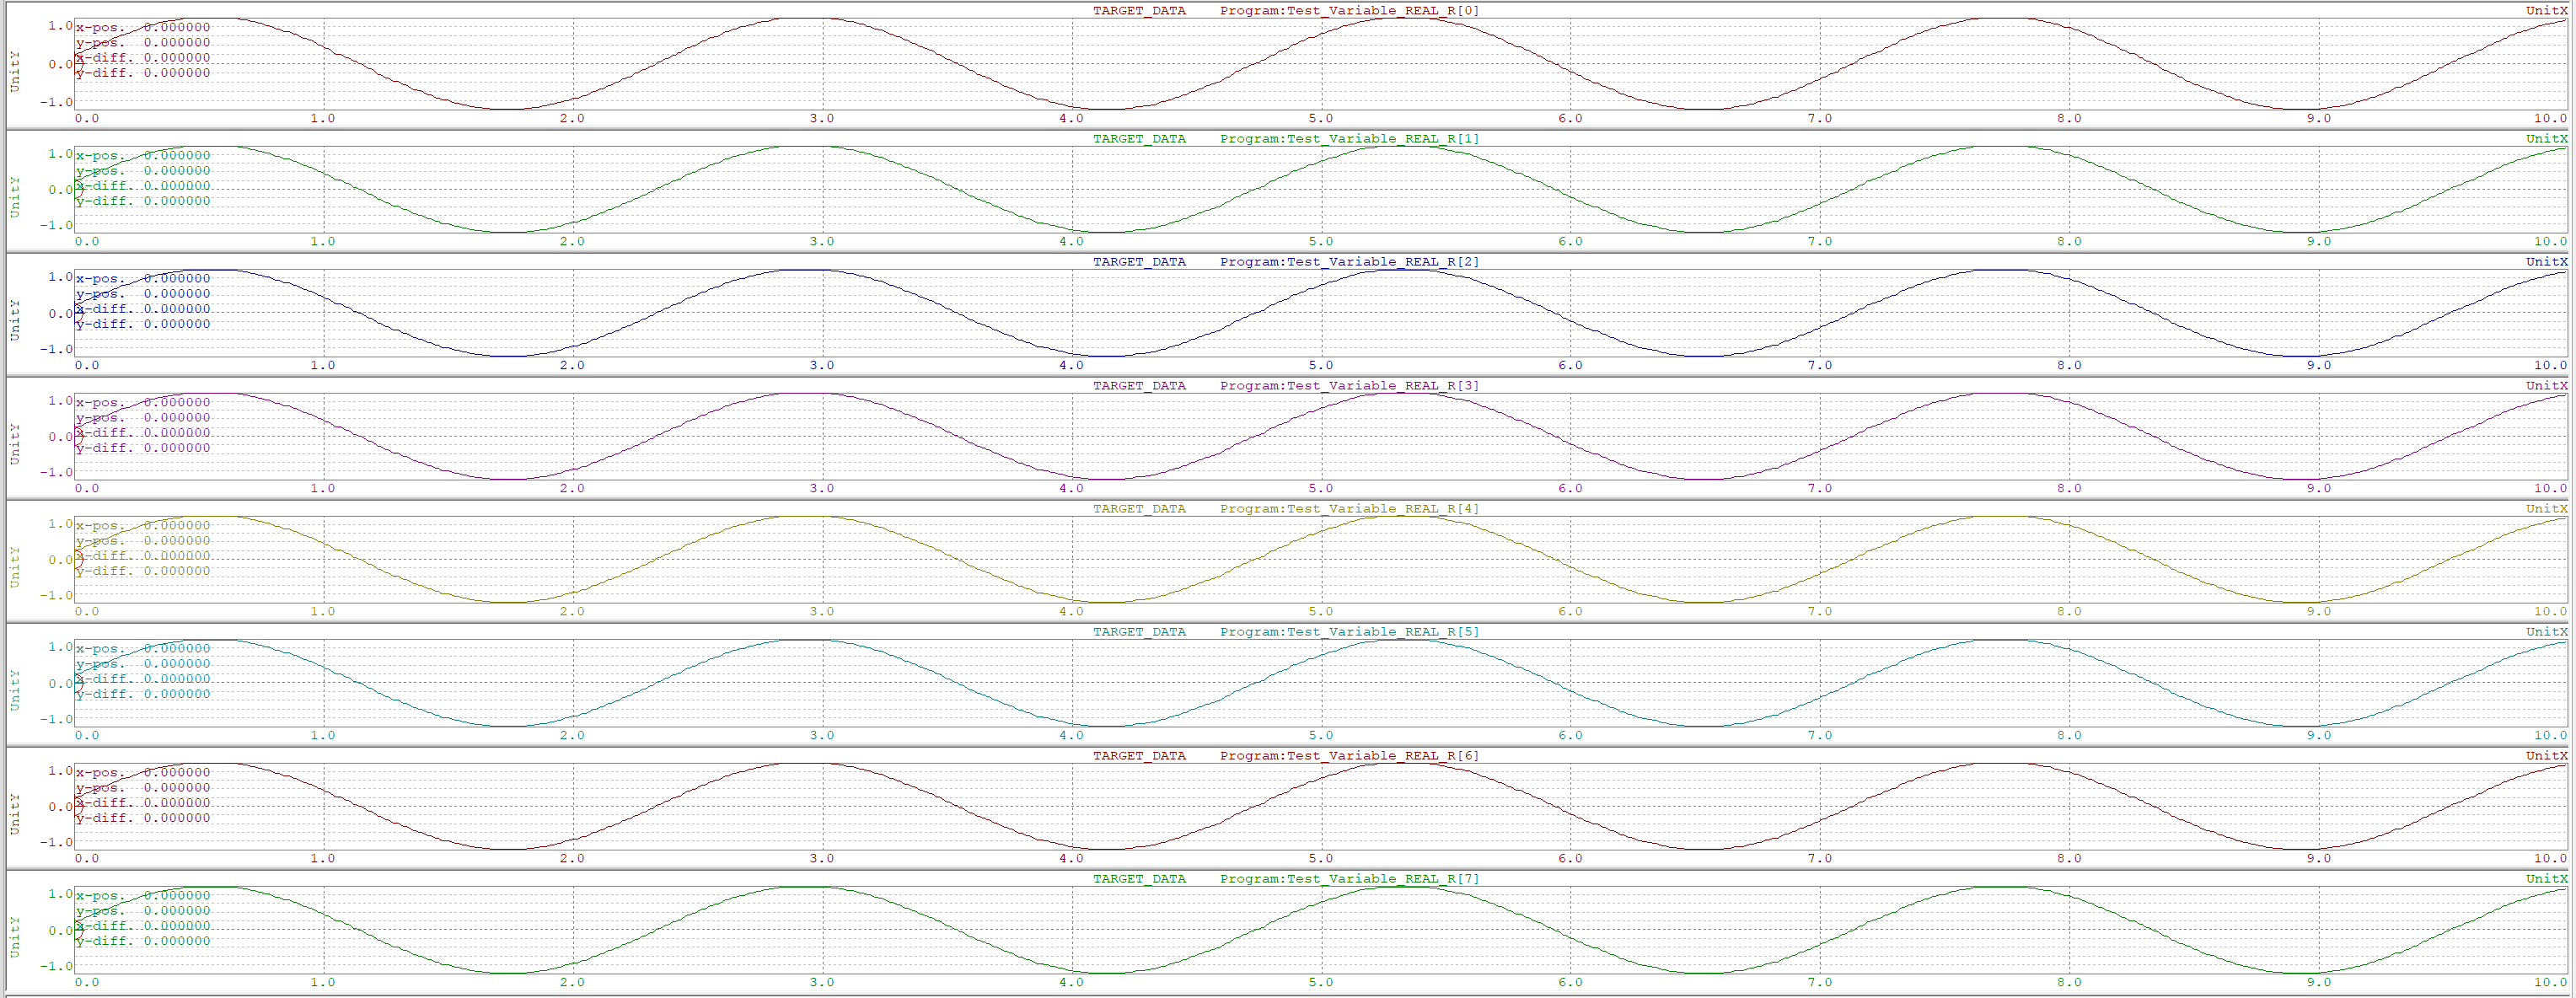 TARGET_DATA Program:Test_Variable_REAL_R[0] UnitX
1.0 x-pos. 0.000000
y-pos. 0.000000
UnitY 0.0 x-diff. 0.000000
y-diff. 0.000000
-1.0
0.0 1.0 2.0 3.0 4.0 5.0 6.0 7.0 8.0 9.0 10.0
TARGET_DATA Program:Test_Variable_REAL_R[1] UnitX
1.0 x-pos. 0.000000
y-pos. 0.000000
UnitY 0.0 x-diff. 0.000000
y-diff. 0.000000
-1.0
0.0 1.0 2.0 3.0 4.0 5.0 6.0 7.0 8.0 9.0 10.0
TARGET_DATA Program:Test_Variable_REAL_R[2] UnitX
1.0 x-pos. 0.000000
y-pos. 0.000000
UnitY 0.0 x-diff. 0.000000
y-diff. 0.000000
-1.0
0.0 1.0 2.0 3.0 4.0 5.0 6.0 7.0 8.0 9.0 10.0
TARGET_DATA Program:Test_Variable_REAL_R[3] UnitX
1.0 x-pos. 0.000000
y-pos. 0.000000
UnitY 0.0 x-diff. 0.000000
y-diff. 0.000000
-1.0
0.0 1.0 2.0 3.0 4.0 5.0 6.0 7.0 8.0 9.0 10.0
TARGET_DATA Program:Test_Variable_REAL_R[4] UnitX
1.0 x-pos. 0.000000
y-pos. 0.000000
UnitY 0.0 x-diff. 0.000000
y-diff. 0.000000
-1.0
0.0 1.0 2.0 3.0 4.0 5.0 6.0 7.0 8.0 9.0 10.0
TARGET_DATA Program:Test_Variable_REAL_R[5] UnitX
1.0 x-pos. 0.000000
y-pos. 0.000000
UnitY 0.0 x-diff. 0.000000
y-diff. 0.000000
-1.0
0.0 1.0 2.0 3.0 4.0 5.0 6.0 7.0 8.0 9.0 10.0
TARGET_DATA Program:Test_Variable_REAL_R[6] UnitX
1.0 x-pos. 0.000000
y-pos. 0.000000
UnitY 0.0 x-diff. 0.000000
y-diff. 0.000000
-1.0
0.0 1.0 2.0 3.0 4.0 5.0 6.0 7.0 8.0 9.0 10.0
TARGET_DATA Program:Test_Variable_REAL_R[7] UnitX
1.0 x-pos. 0.000000
y-pos. 0.000000
UnitY 0.0 x-diff. 0.000000
y-diff. 0.000000
-1.0
0.0 1.0 2.0 3.0 4.0 5.0 6.0 7.0 8.0 9.0 10.0